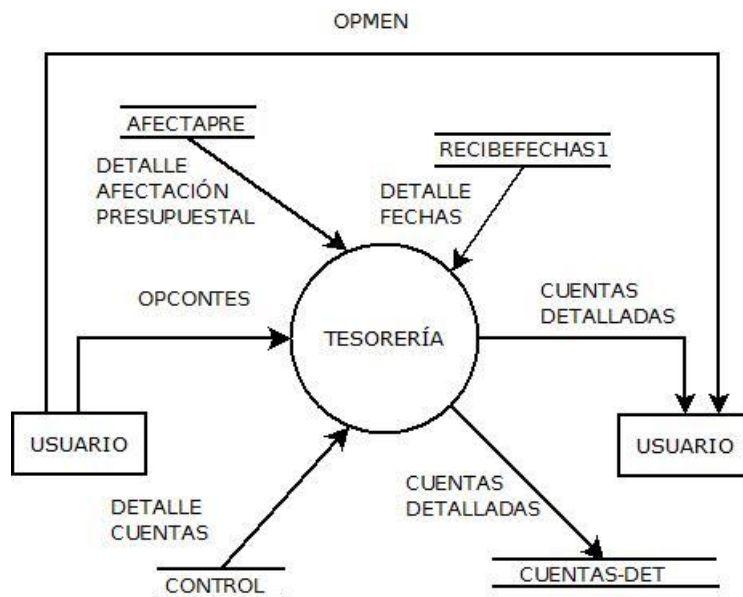 OPMEN
AFECTAPRE
RECIBEFECHAS1
DETALLE
AFECTACIÓN
PRESUPUESTAL
DETALLE
FECHAS
OPCONTES
CUENTAS
DETALLADAS
TESORERÍA
USUARIO
USUARIO
DETALLE
CUENTAS
CUENTAS
DETALLADAS
CONTROL
CUENTAS-DET